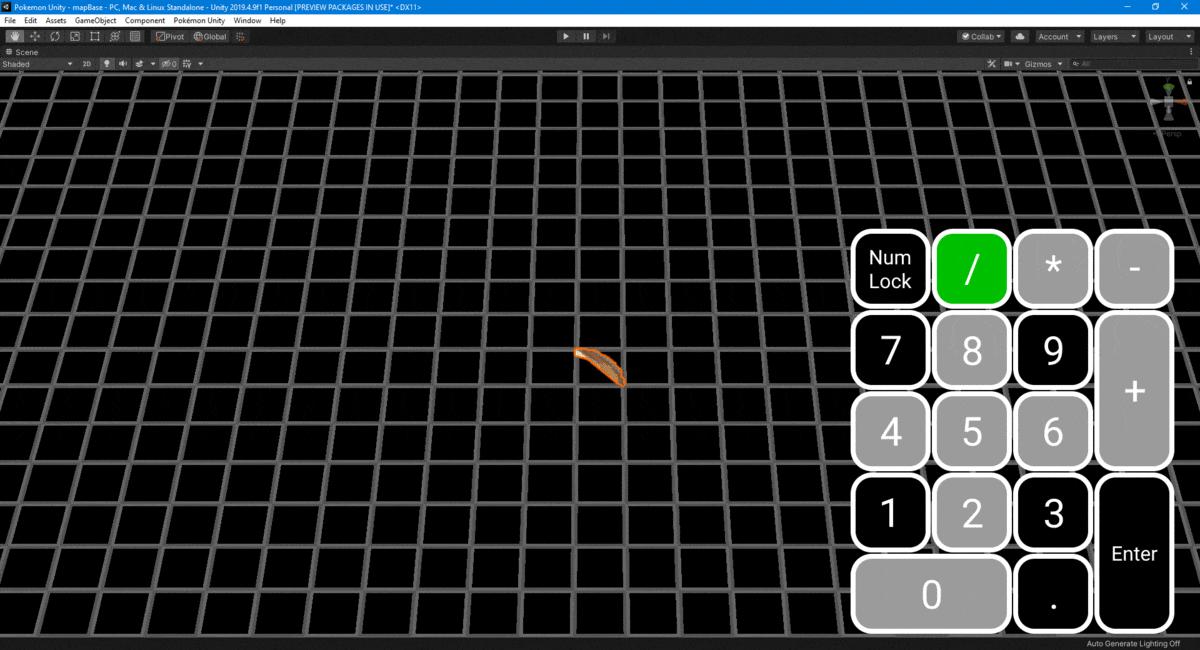 Pokemon Unity - mapBase - PC, Mac & Linux Standalone - Unity 2019.4.9f1 Personal [PREVIEW PACKAGES IN USE]* <DX11>
File Edit Assets GameObject Component Pokémon Unity Window Help
Pivot Global Collab Account Layers Layout
Scene
Shaded 2D 0 Gizmos All
Persp
Num
Lock
/ * -
7 8 9
+
4 5 6
1 2 3
Enter
0 .
Auto Generate Lighting Off